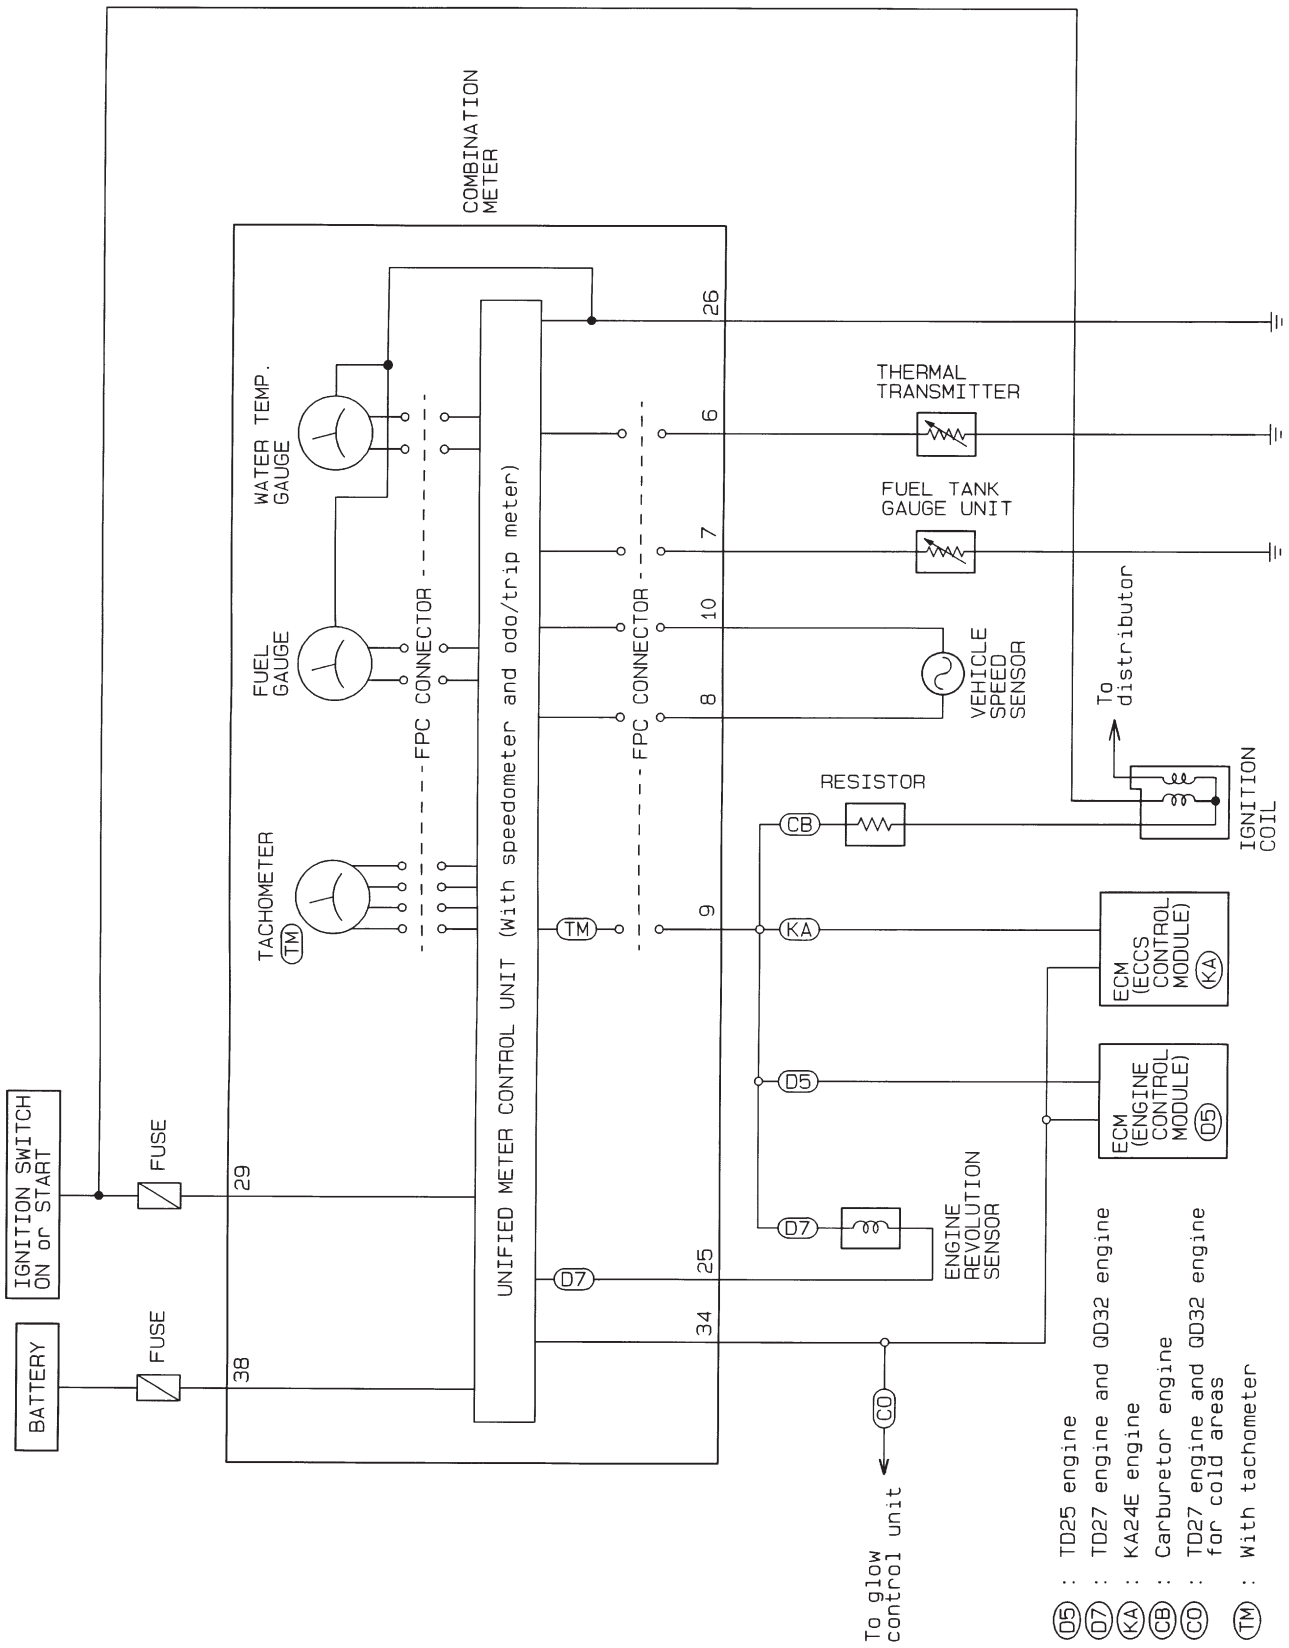 BATTERY
IGNITION SWITCH
ON or START
FUSE
FUSE
38
29
TACHOMETER
TM
FUEL
GAUGE
WATER TEMP.
GAUGE
COMBINATION
METER
FPC CONNECTOR
UNIFIED METER CONTROL UNIT (With speedometer and odo/trip meter)
D7
TM
FPC CONNECTOR
34
25
9
8
10
7
6
26
D7
D5
KA
CB
RESISTOR
FUEL TANK
GAUGE UNIT
THERMAL
TRANSMITTER
CO
To glow
control unit
ENGINE
REVOLUTION
SENSOR
VEHICLE
SPEED
SENSOR
To
distributor
ECM
(ENGINE
CONTROL
MODULE)
D5
ECM
(ECCS
CONTROL
MODULE)
KA
IGNITION
COIL
D5 : TD25 engine
D7 : TD27 engine and QD32 engine
KA : KA24E engine
CB : Carburetor engine
CO : TD27 engine and QD32 engine
for cold areas
TM : With tachometer